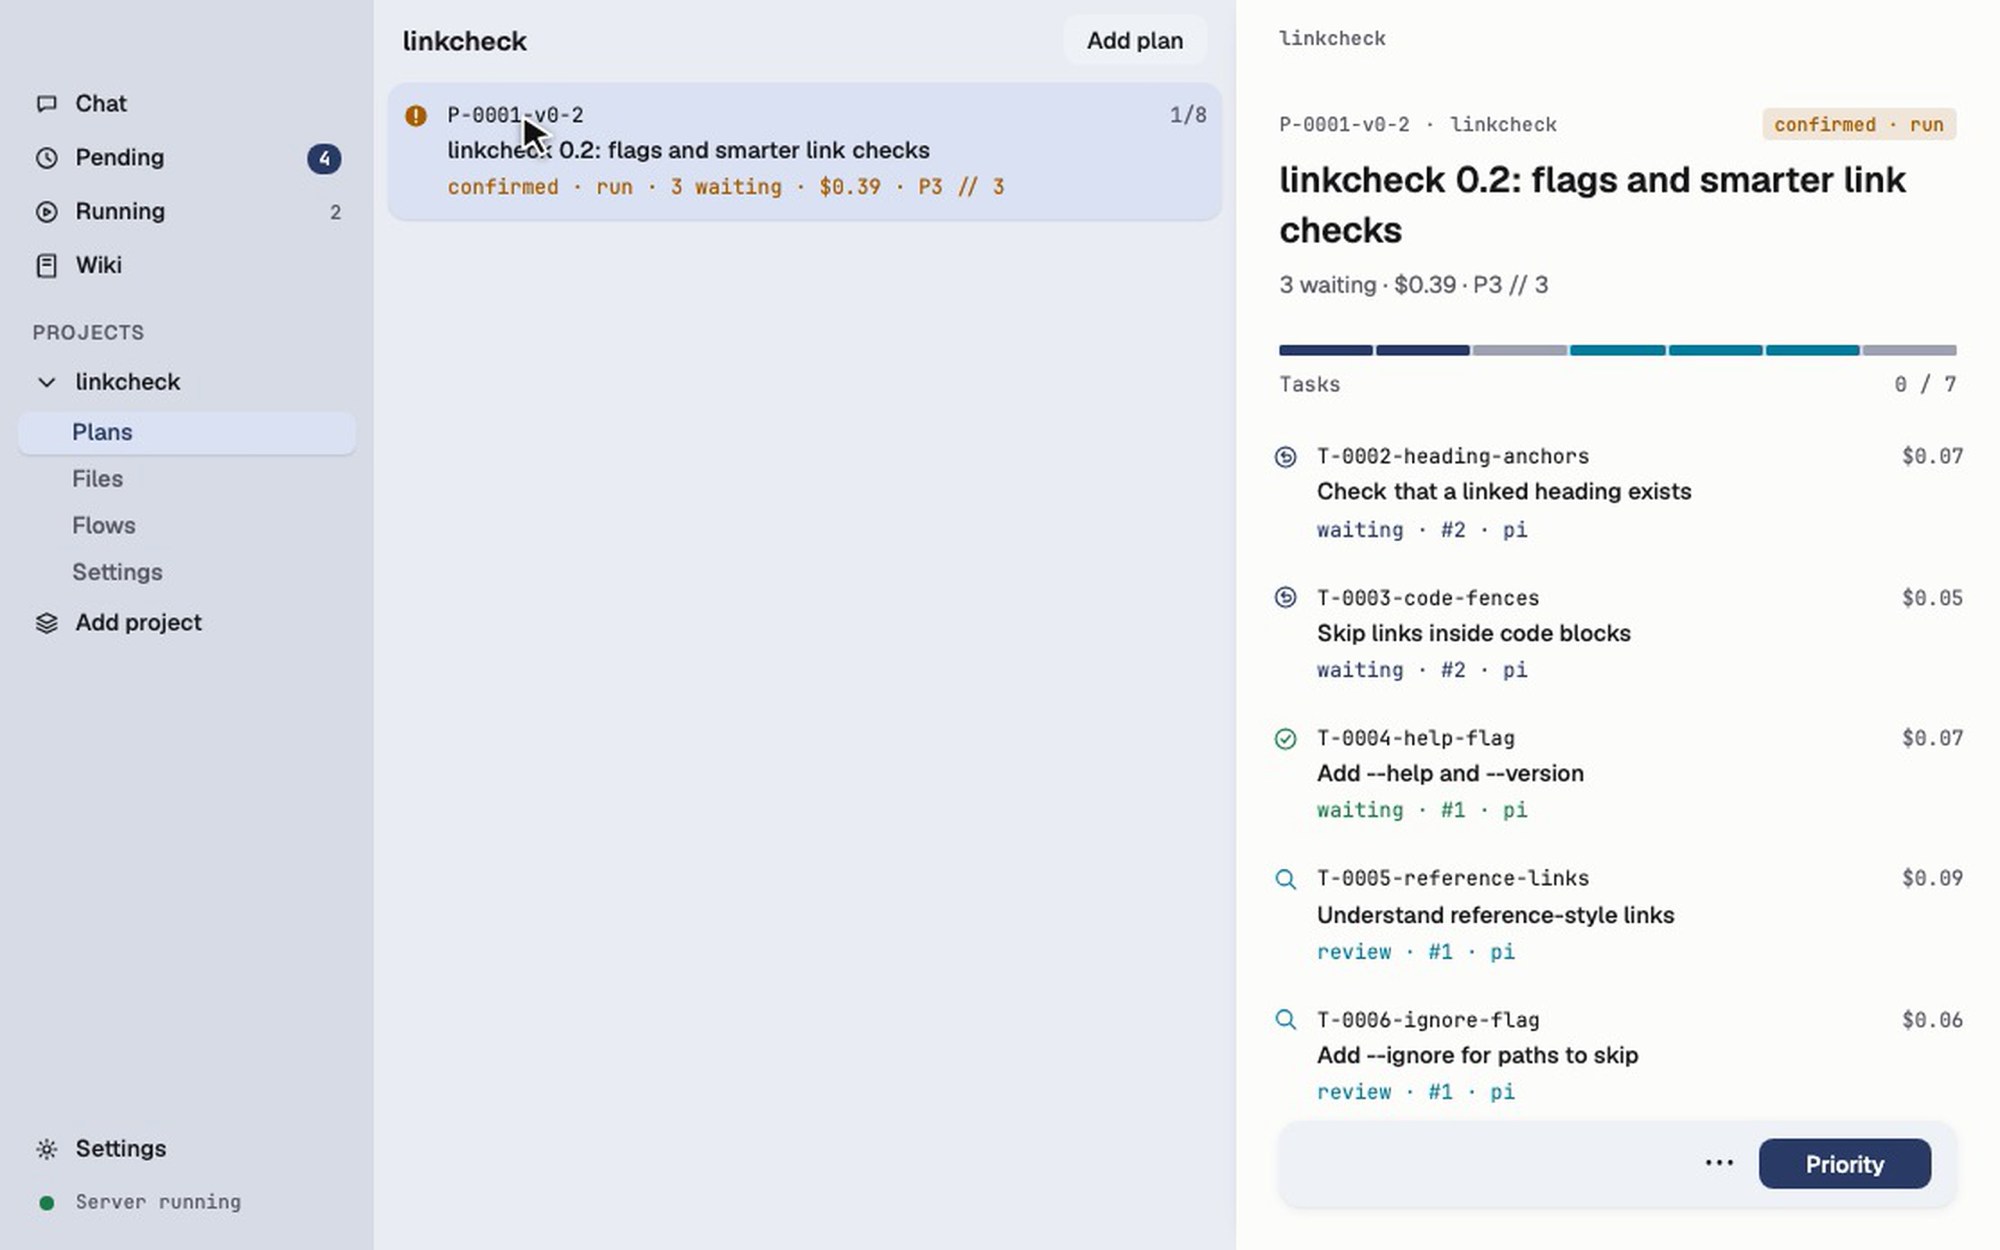 Chat
Pending 4
Running 2
Wiki
PROJECTS
linkcheck
Plans
Files
Flows
Settings
Add project
Settings
Server running
linkcheck
Add plan
P-0001-v0-2 1/8
linkcheck 0.2: flags and smarter link checks
confirmed · run · 3 waiting · $0.39 · P3 // 3
linkcheck
P-0001-v0-2 · linkcheck
confirmed · run
linkcheck 0.2: flags and smarter link
checks
3 waiting · $0.39 · P3 // 3
Tasks 0 / 7
T-0002-heading-anchors $0.07
Check that a linked heading exists
waiting · #2 · pi
T-0003-code-fences $0.05
Skip links inside code blocks
waiting · #2 · pi
T-0004-help-flag $0.07
Add --help and --version
waiting · #1 · pi
T-0005-reference-links $0.09
Understand reference-style links
review · #1 · pi
T-0006-ignore-flag $0.06
Add --ignore for paths to skip
review · #1 · pi
··· Priority